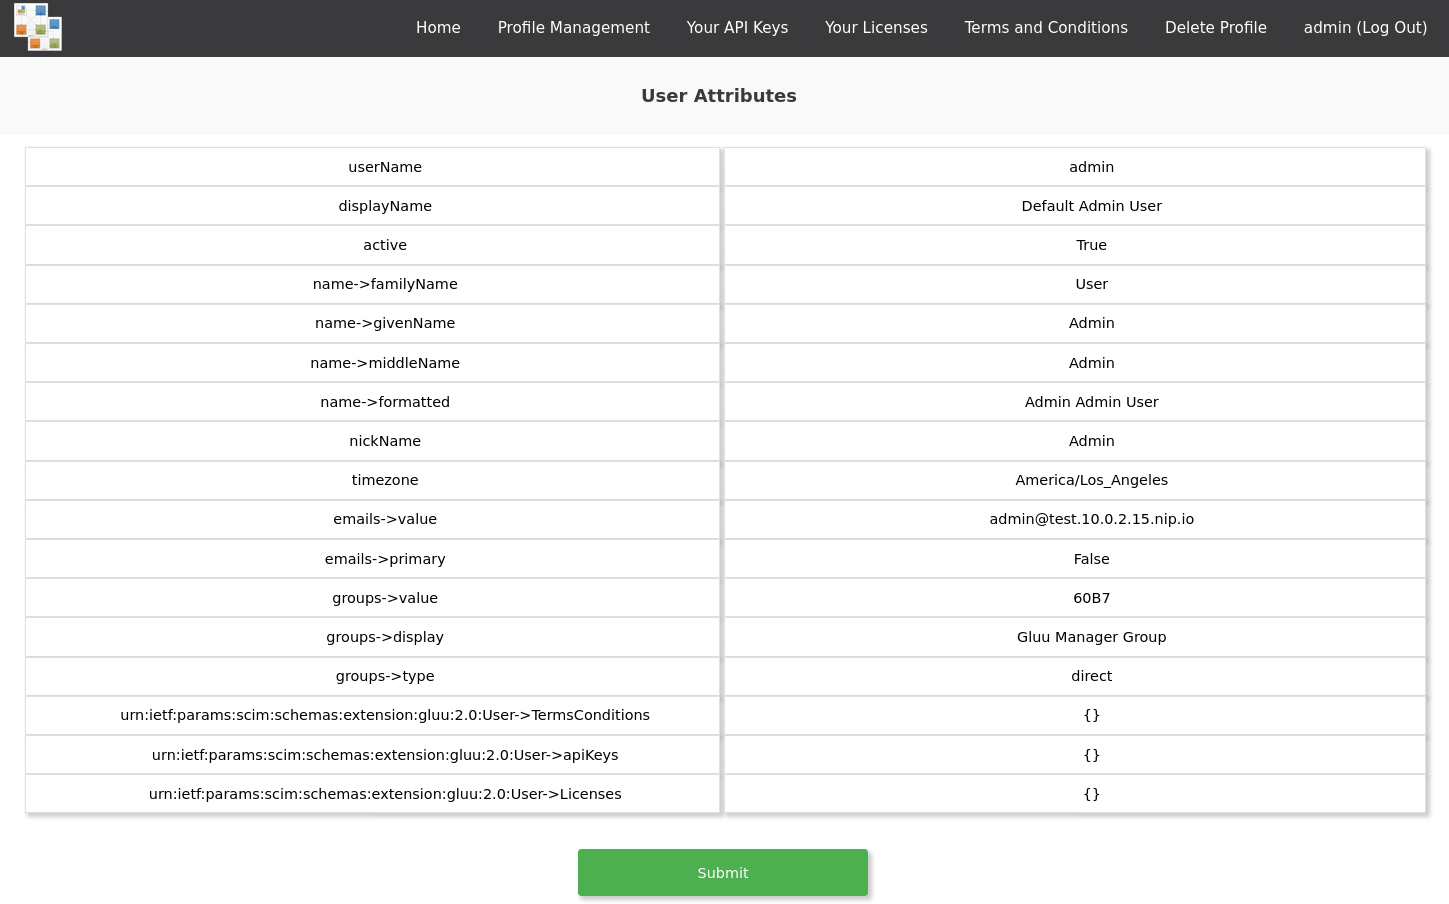 Home Profile Management Your API Keys Your Licenses Terms and Conditions Delete Profile admin (Log Out)
User Attributes
userName admin
displayName Default Admin User
active True
name->familyName User
name->givenName Admin
name->middleName Admin
name->formatted Admin Admin User
nickName Admin
timezone America/Los_Angeles
emails->value admin@test.10.0.2.15.nip.io
emails->primary False
groups->value 60B7
groups->display Gluu Manager Group
groups->type direct
urn:ietf:params:scim:schemas:extension:gluu:2.0:User->TermsConditions {}
urn:ietf:params:scim:schemas:extension:gluu:2.0:User->apiKeys {}
urn:ietf:params:scim:schemas:extension:gluu:2.0:User->Licenses {}
Submit